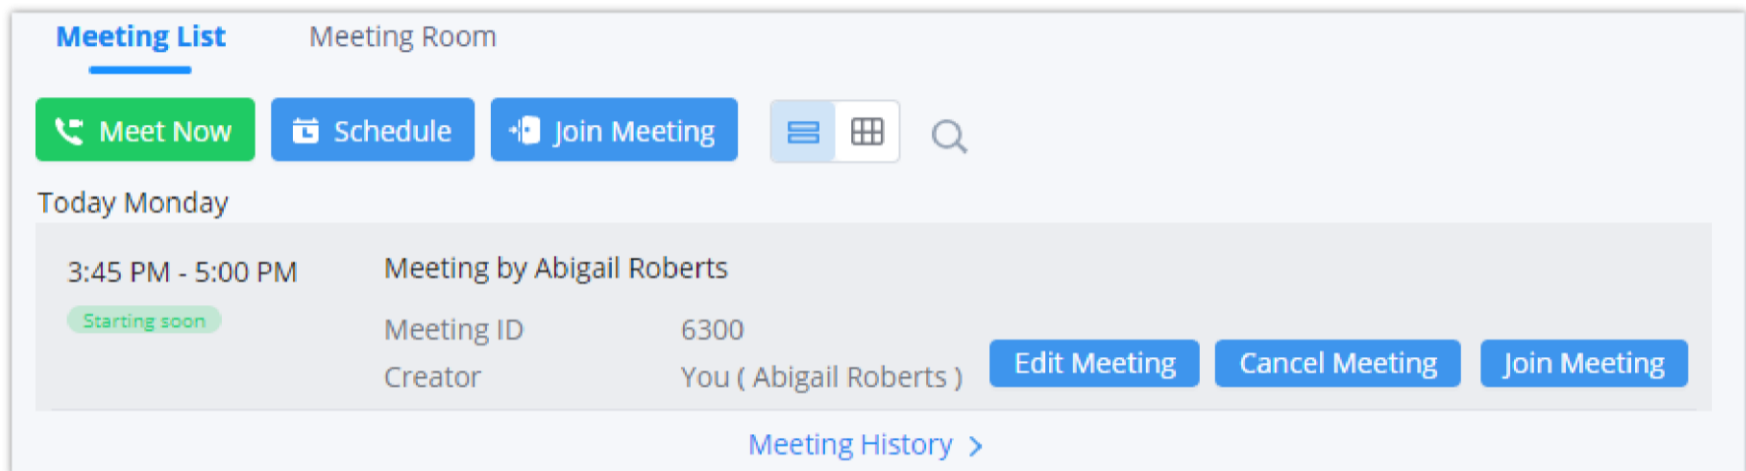 Meeting List Meeting Room
Meet Now Schedule Join Meeting
Today Monday
3:45 PM - 5:00 PM Meeting by Abigail Roberts
Starting soon
Meeting ID 6300
Creator You ( Abigail Roberts )
Edit Meeting Cancel Meeting Join Meeting
Meeting History >